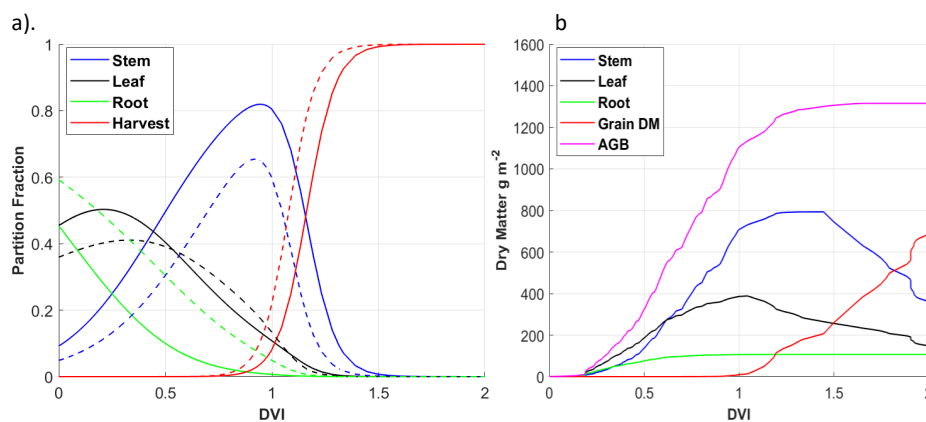 a).
Partition Fraction
1
0.8
0.6
0.4
0.2
0
0
0.5
1
1.5
2
DVI
Stem
Leaf
Root
Harvest
b
Dry Matter g m⁻²
1600
1400
1200
1000
800
600
400
200
0
0
0.5
1
1.5
2
DVI
Stem
Leaf
Root
Grain DM
AGB